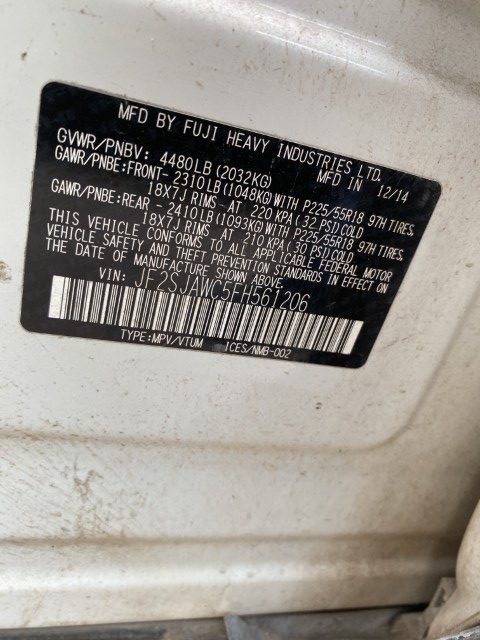 MFD BY FUJI HEAVY INDUSTRIES LTD.
GVWR/PNBV: 4480LB(2032KG) MFD IN 12/14
GAWR/PNBE:FRONT- 2310LB(1048KG)WITH P225/55R18 97H TIRES,
18X7J RIMS-AT 220 KPA(32 PSI)COLD
GAWR/PNBE:REAR - 2410LB(1093KG)WITH P225/55R18 97H TIRES,
18X7J RIMS-AT 210 KPA(30 PSI)COLD
THIS VEHICLE CONFORMS TO ALL APPLICABLE FEDERAL MOTOR
VEHICLE SAFETY AND THEFT PREVENTION STANDARDS IN EFFECT ON
THE DATE OF MANUFACTURE SHOWN ABOVE.
VIN: JF2SJAWC5FH561206
TYPE:MPV/VTUM ICES/NMB-002